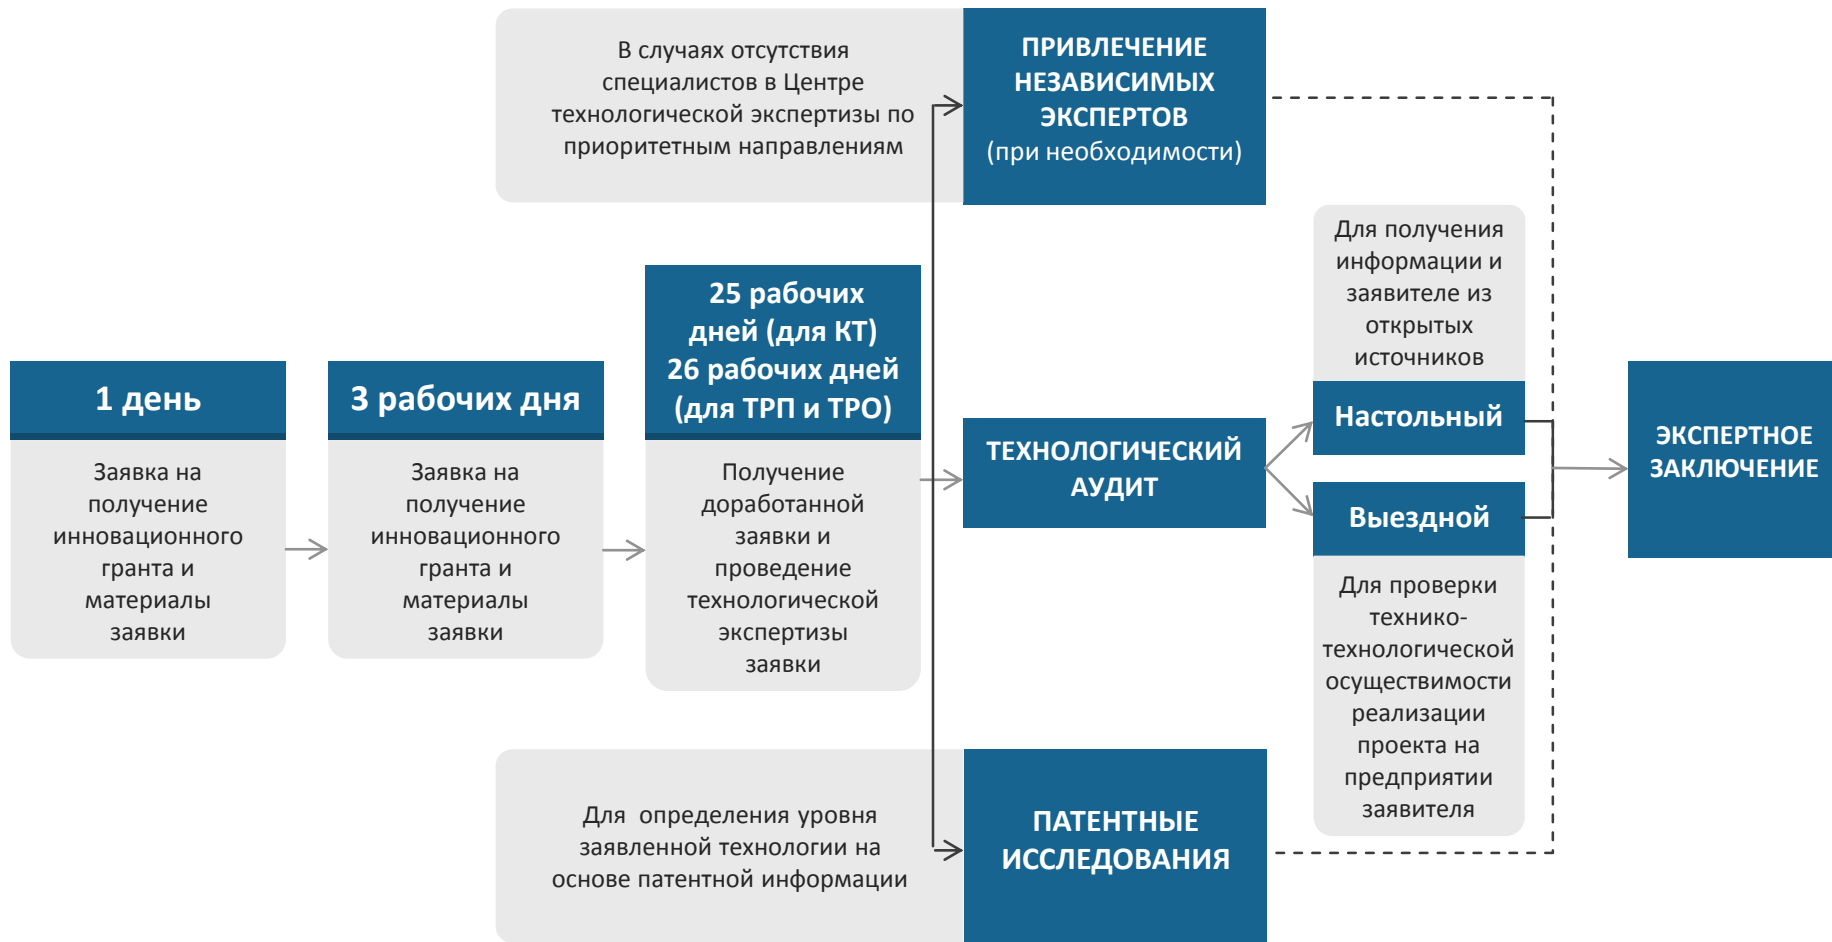 В случаях отсутствия
специалистов в Центре
технологической экспертизы по
приоритетным направлениям
ПРИВЛЕЧЕНИЕ
НЕЗАВИСИМЫХ
ЭКСПЕРТОВ
(при необходимости)
1 день
Заявка на
получение
инновационного
гранта и
материалы
заявки
3 рабочих дня
Заявка на
получение
инновационного
гранта и
материалы
заявки
25 рабочих
дней (для КТ)
26 рабочих дней
(для ТРП и ТРО)
Получение
доработанной
заявки и
проведение
технологической
экспертизы
заявки
ТЕХНОЛОГИЧЕСКИЙ
АУДИТ
Для получения
информации и
заявителе из
открытых
источников
Настольный
Выездной
Для проверки
технико-
технологической
осуществимости
реализации
проекта на
предприятии
заявителя
ЭКСПЕРТНОЕ
ЗАКЛЮЧЕНИЕ
Для  определения уровня
заявленной технологии на
основе патентной информации
ПАТЕНТНЫЕ
ИССЛЕДОВАНИЯ